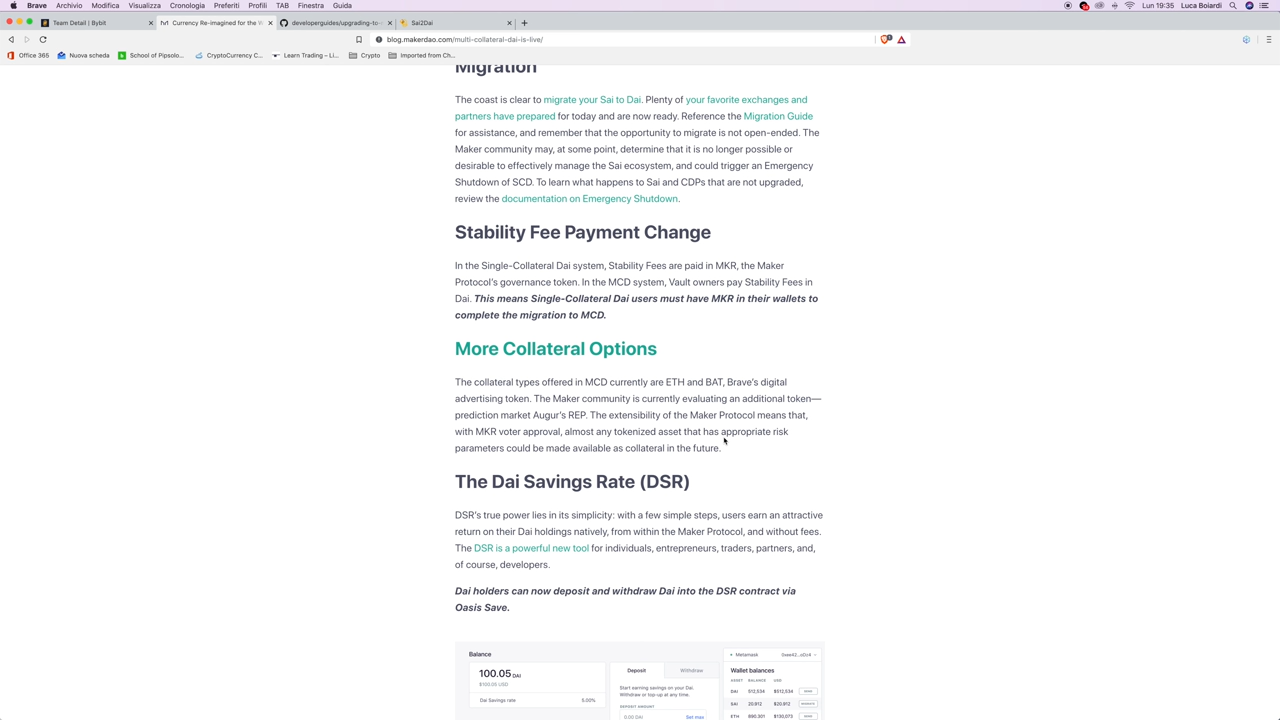 Brave Archivio Modifica Visualizza Cronologia Preferiti Profili TAB Finestra Guida
Lun 19:35 Luca Boiardi
Team Detail | Bybit
Currency Re-imagined for the W
developerguides/upgrading-to-
Sai2Dai
blog.makerdao.com/multi-collateral-dai-is-live/
Office 365 Nuova scheda School of Pipsolo... CryptoCurrency C... Learn Trading – Li... Crypto Imported from Ch...
Migration
The coast is clear to migrate your Sai to Dai. Plenty of your favorite exchanges and
partners have prepared for today and are now ready. Reference the Migration Guide
for assistance, and remember that the opportunity to migrate is not open-ended. The
Maker community may, at some point, determine that it is no longer possible or
desirable to effectively manage the Sai ecosystem, and could trigger an Emergency
Shutdown of SCD. To learn what happens to Sai and CDPs that are not upgraded,
review the documentation on Emergency Shutdown.
Stability Fee Payment Change
In the Single-Collateral Dai system, Stability Fees are paid in MKR, the Maker
Protocol's governance token. In the MCD system, Vault owners pay Stability Fees in
Dai. This means Single-Collateral Dai users must have MKR in their wallets to
complete the migration to MCD.
More Collateral Options
The collateral types offered in MCD currently are ETH and BAT, Brave's digital
advertising token. The Maker community is currently evaluating an additional token—
prediction market Augur's REP. The extensibility of the Maker Protocol means that,
with MKR voter approval, almost any tokenized asset that has appropriate risk
parameters could be made available as collateral in the future.
The Dai Savings Rate (DSR)
DSR's true power lies in its simplicity: with a few simple steps, users earn an attractive
return on their Dai holdings natively, from within the Maker Protocol, and without fees.
The DSR is a powerful new tool for individuals, entrepreneurs, traders, partners, and,
of course, developers.
Dai holders can now deposit and withdraw Dai into the DSR contract via
Oasis Save.
Balance
100.05 DAI
$100.05 USD
Dai Savings rate 5.00%
Deposit Withdraw
Start earning savings on your Dai.
Withdraw or top-up at any time.
DEPOSIT AMOUNT
0.00 DAI Set max
Metamask
Wallet balances
ASSET BALANCE USD
DAI 512,534 $512,534
SAI 20.912 $20.912
ETH 890.301 $130,073